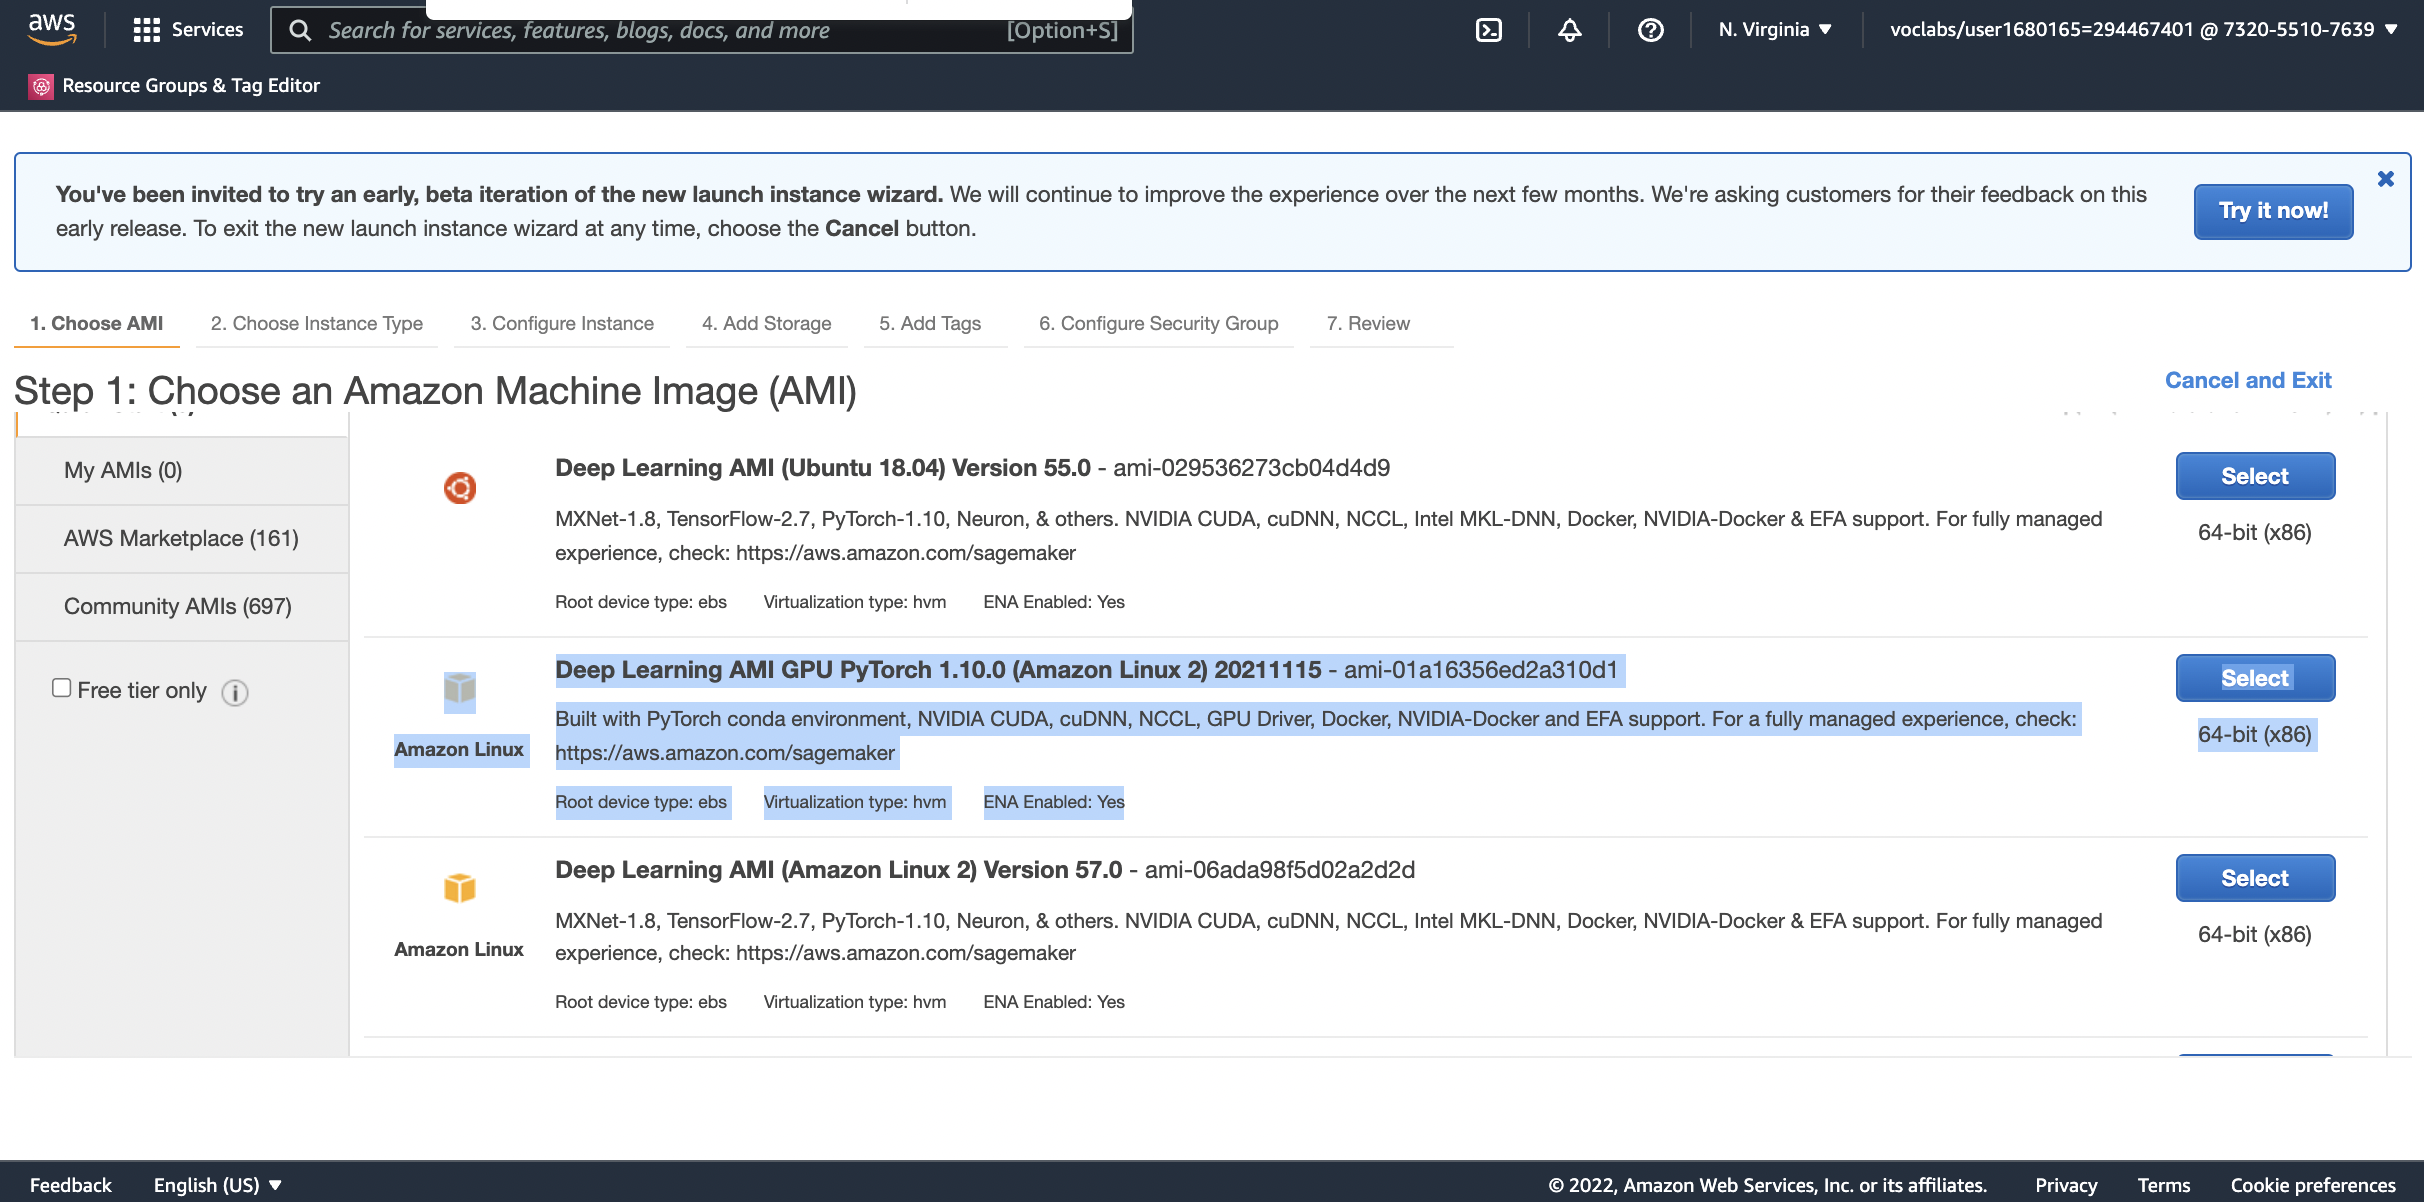 aws
Services
Search for services, features, blogs, docs, and more [Option+S]
N. Virginia ▼
voclabs/user1680165=294467401 @ 7320-5510-7639 ▼
Resource Groups & Tag Editor
You've been invited to try an early, beta iteration of the new launch instance wizard. We will continue to improve the experience over the next few months. We're asking customers for their feedback on this
early release. To exit the new launch instance wizard at any time, choose the Cancel button.
Try it now!
1. Choose AMI 2. Choose Instance Type 3. Configure Instance 4. Add Storage 5. Add Tags 6. Configure Security Group 7. Review
Step 1: Choose an Amazon Machine Image (AMI)
Cancel and Exit
My AMIs (0)
AWS Marketplace (161)
Community AMIs (697)
Free tier only
Deep Learning AMI (Ubuntu 18.04) Version 55.0 - ami-029536273cb04d4d9
MXNet-1.8, TensorFlow-2.7, PyTorch-1.10, Neuron, & others. NVIDIA CUDA, cuDNN, NCCL, Intel MKL-DNN, Docker, NVIDIA-Docker & EFA support. For fully managed
experience, check: https://aws.amazon.com/sagemaker
Root device type: ebs Virtualization type: hvm ENA Enabled: Yes
Select
64-bit (x86)
Amazon Linux
Deep Learning AMI GPU PyTorch 1.10.0 (Amazon Linux 2) 20211115 - ami-01a16356ed2a310d1
Built with PyTorch conda environment, NVIDIA CUDA, cuDNN, NCCL, GPU Driver, Docker, NVIDIA-Docker and EFA support. For a fully managed experience, check:
https://aws.amazon.com/sagemaker
Root device type: ebs Virtualization type: hvm ENA Enabled: Yes
Select
64-bit (x86)
Amazon Linux
Deep Learning AMI (Amazon Linux 2) Version 57.0 - ami-06ada98f5d02a2d2d
MXNet-1.8, TensorFlow-2.7, PyTorch-1.10, Neuron, & others. NVIDIA CUDA, cuDNN, NCCL, Intel MKL-DNN, Docker, NVIDIA-Docker & EFA support. For fully managed
experience, check: https://aws.amazon.com/sagemaker
Root device type: ebs Virtualization type: hvm ENA Enabled: Yes
Select
64-bit (x86)
Feedback English (US) ▼
© 2022, Amazon Web Services, Inc. or its affiliates. Privacy Terms Cookie preferences